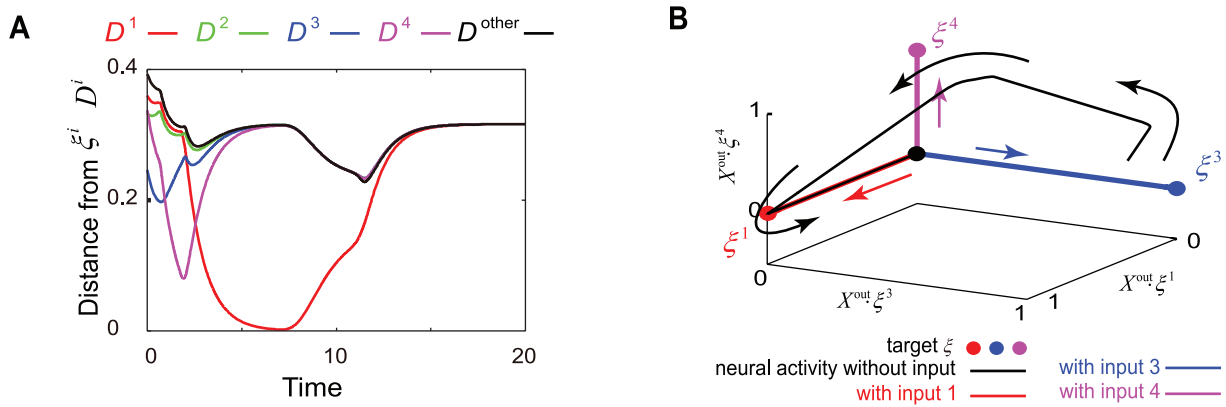 A
D¹ D² D³ D⁴ D^other
Distance from ξⁱ Dⁱ
0.4
0.2
0
0 10 20
Time
B
ξ⁴
1
X^out·ξ⁴
0
ξ³
ξ¹
0
0
X^out·ξ³
X^out·ξ¹
1 1
target ξ
neural activity without input
with input 3
with input 1
with input 4